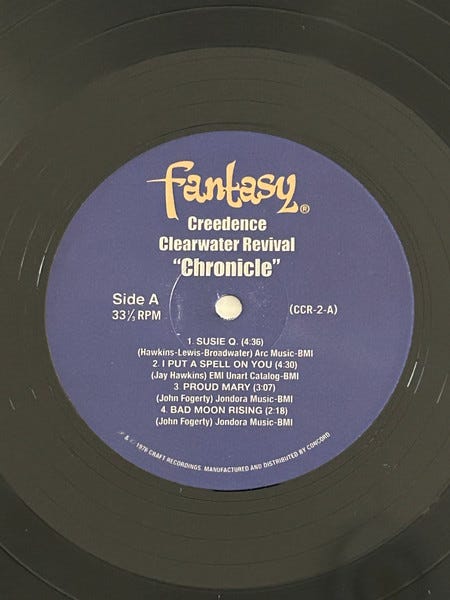 fantasy®
Creedence
Clearwater Revival
“Chronicle”
Side A
33⅓ RPM
(CCR-2-A)
1. SUSIE Q. (4:36)
(Hawkins-Lewis-Broadwater) Arc Music-BMI
2. I PUT A SPELL ON YOU (4:30)
(Jay Hawkins) EMI Unart Catalog-BMI
3 PROUD MARY (3:07)
(John Fogerty) Jondora Music-BMI
4. BAD MOON RISING (2:18)
(John Fogerty) Jondora Music-BMI
℗ & © 1976 CRAFT RECORDINGS. MANUFACTURED AND DISTRIBUTED BY CONCORD